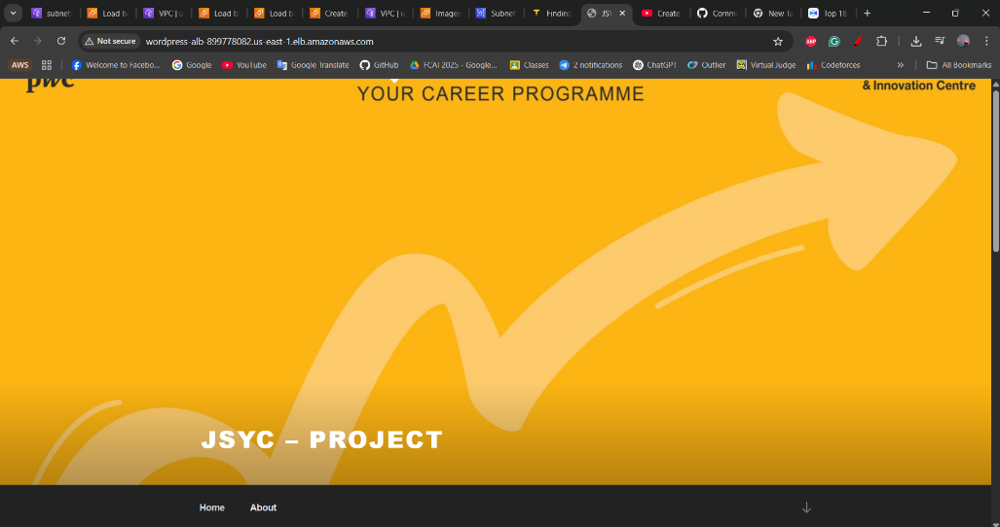 subnet
Load b
VPC | u
Load b
Load b
Create
VPC | u
Images
Subnet
Finding
JSY
Create
Commu
New Ta
Top 18
Not secure
wordpress-alb-899778082.us-east-1.elb.amazonaws.com
ABP
AWS
Welcome to Facebo...
Google
YouTube
Google Translate
GitHub
FCAI 2025 - Google...
Classes
2 notifications
ChatGPT
Outlier
Virtual Judge
Codeforces
»
All Bookmarks
pwc
YOUR CAREER PROGRAMME
& Innovation Centre
JSYC – PROJECT
Home
About